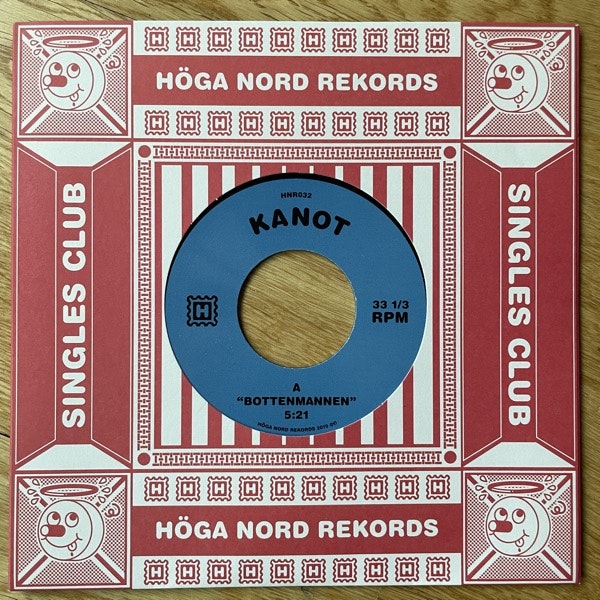 HÖGA NORD REKORDS
SINGLES CLUB
HNR032
KANOT
33 1/3
RPM
H
A
"BOTTENMANNEN"
5:21
HÖGA NORD REKORDS 2015
SINGLES CLUB
HÖGA NORD REKORDS